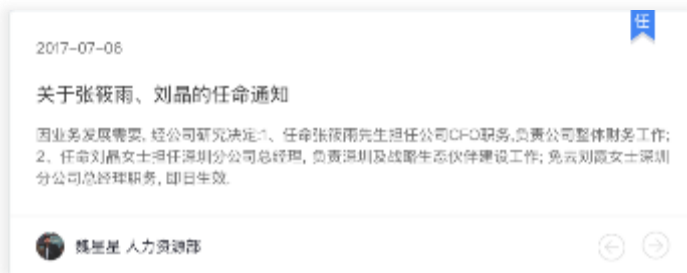 任
2017-07-06
关于张筱雨、刘晶的任命通知
因业务发展需要, 经公司研究决定:1、任命张筱雨先生担任公司CFO职务,负责公司整体财务工作;
2、任命刘晶女士担任深圳分公司总经理, 负责深圳及战略生态伙伴建设工作; 免去刘霞女士深圳
分公司总经理职务, 即日生效.
魏星星 人力资源部